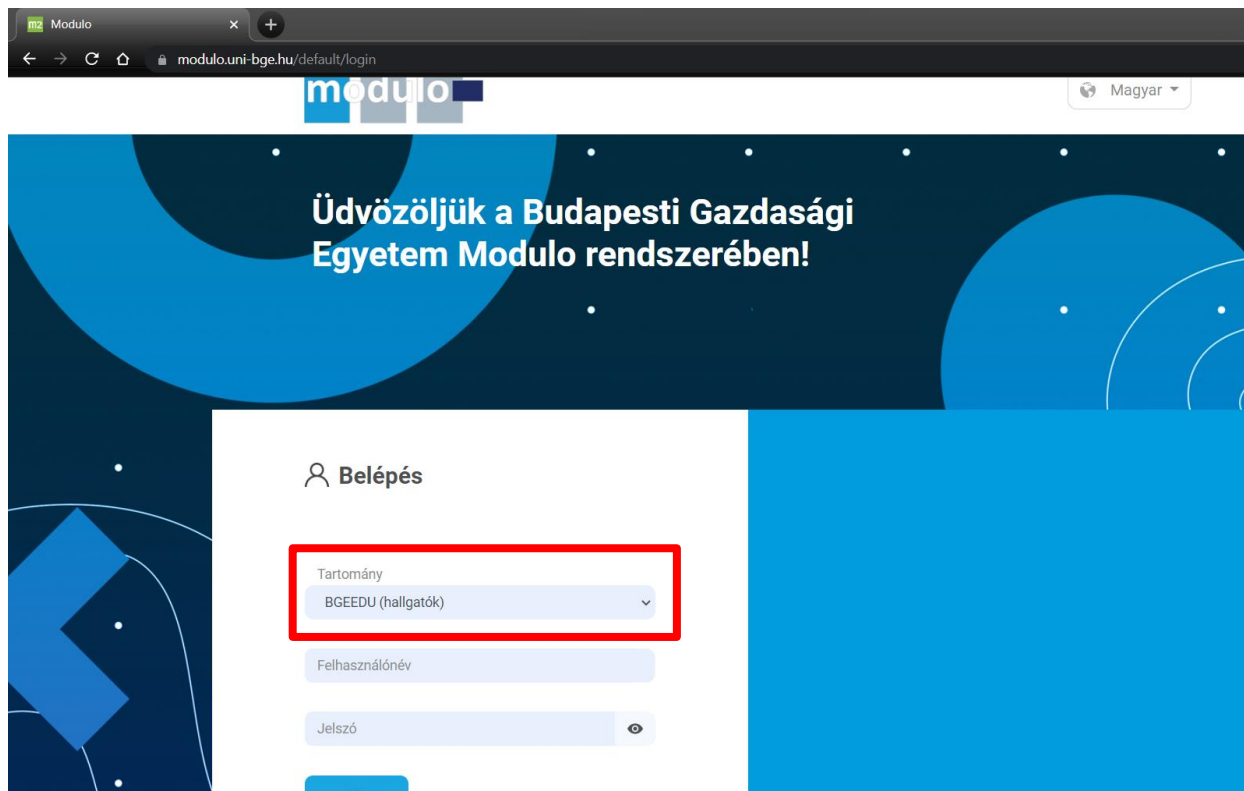 m2 Modulo
modulo.uni-bge.hu/default/login
modulo
Magyar
Üdvözöljük a Budapesti Gazdasági
Egyetem Modulo rendszerében!
Belépés
Tartomány
BGEEDU (hallgatók)
Felhasználónév
Jelszó